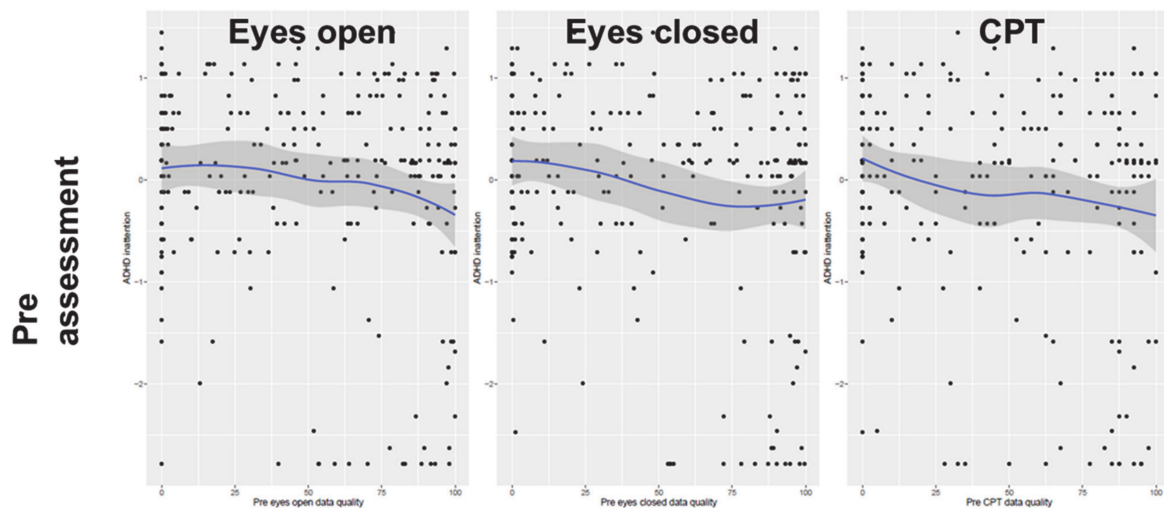 Eyes open
Eyes closed
CPT
Pre
assessment
ADHD inattention
1
0
−1
−2
0
25
50
75
100
Pre eyes open data quality
ADHD inattention
1
0
−1
−2
0
25
50
75
100
Pre eyes closed data quality
ADHD inattention
1
0
−1
−2
0
25
50
75
100
Pre CPT data quality